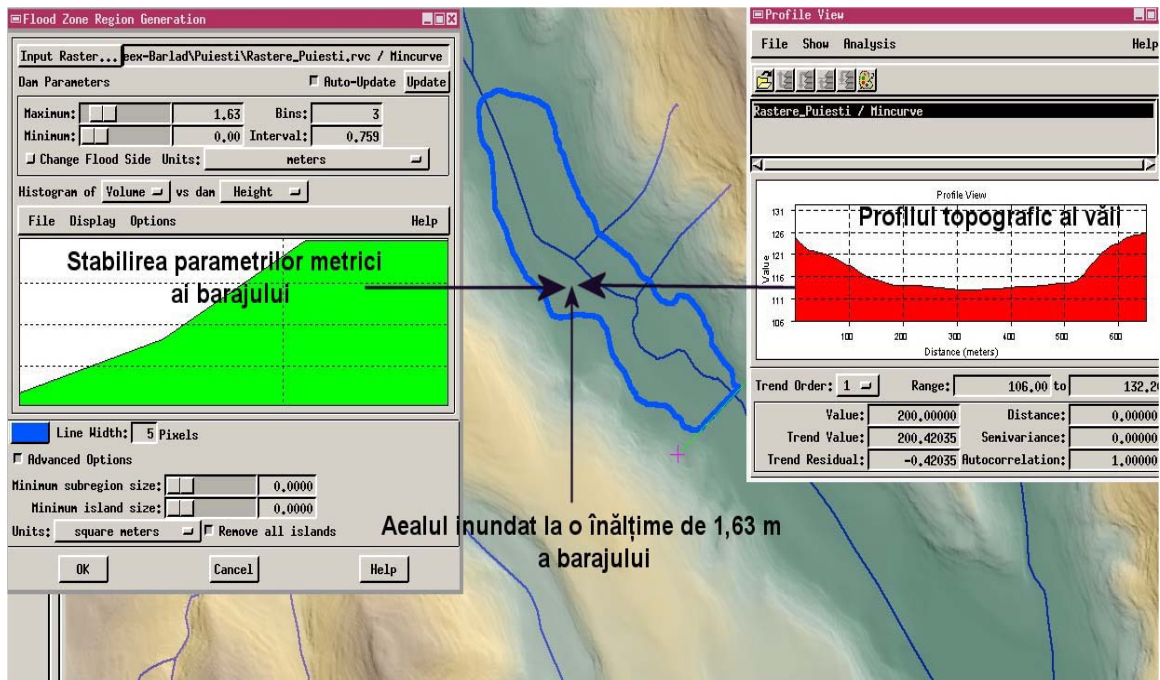 Flood Zone Region Generation
Input Raster... eex-Barlad\Puiesti\Rastere_Puiesti.rvc / Mincurve
Dam Parameters Auto-Update Update
Maximum: 1.63 Bins: 3
Minimum: 0.00 Interval: 0.759
Change Flood Side Units: meters
Histogram of Volume vs dam Height
File Display Options Help
Stabilirea parametrilor metrici
ai barajului
Line Width: 5 Pixels
Advanced Options
Minimum subregion size: 0.0000
Minimum island size: 0.0000
Units: square meters Remove all islands
OK Cancel Help
Aealul inundat la o înălțime de 1,63 m
a barajului
Profile View
File Show Analysis Help
Rastere_Puiesti / Mincurve
Profile View
Profilul topografic al văii
Value
131
126
121
116
111
106
100 200 300 400 500 600
Distance (meters)
Trend Order: 1 Range: 106.00 to 132.20
Value: 200.00000 Distance: 0.00000
Trend Value: 200.42035 Semivariance: 0.00000
Trend Residual: -0.42035 Autocorrelation: 1.00000